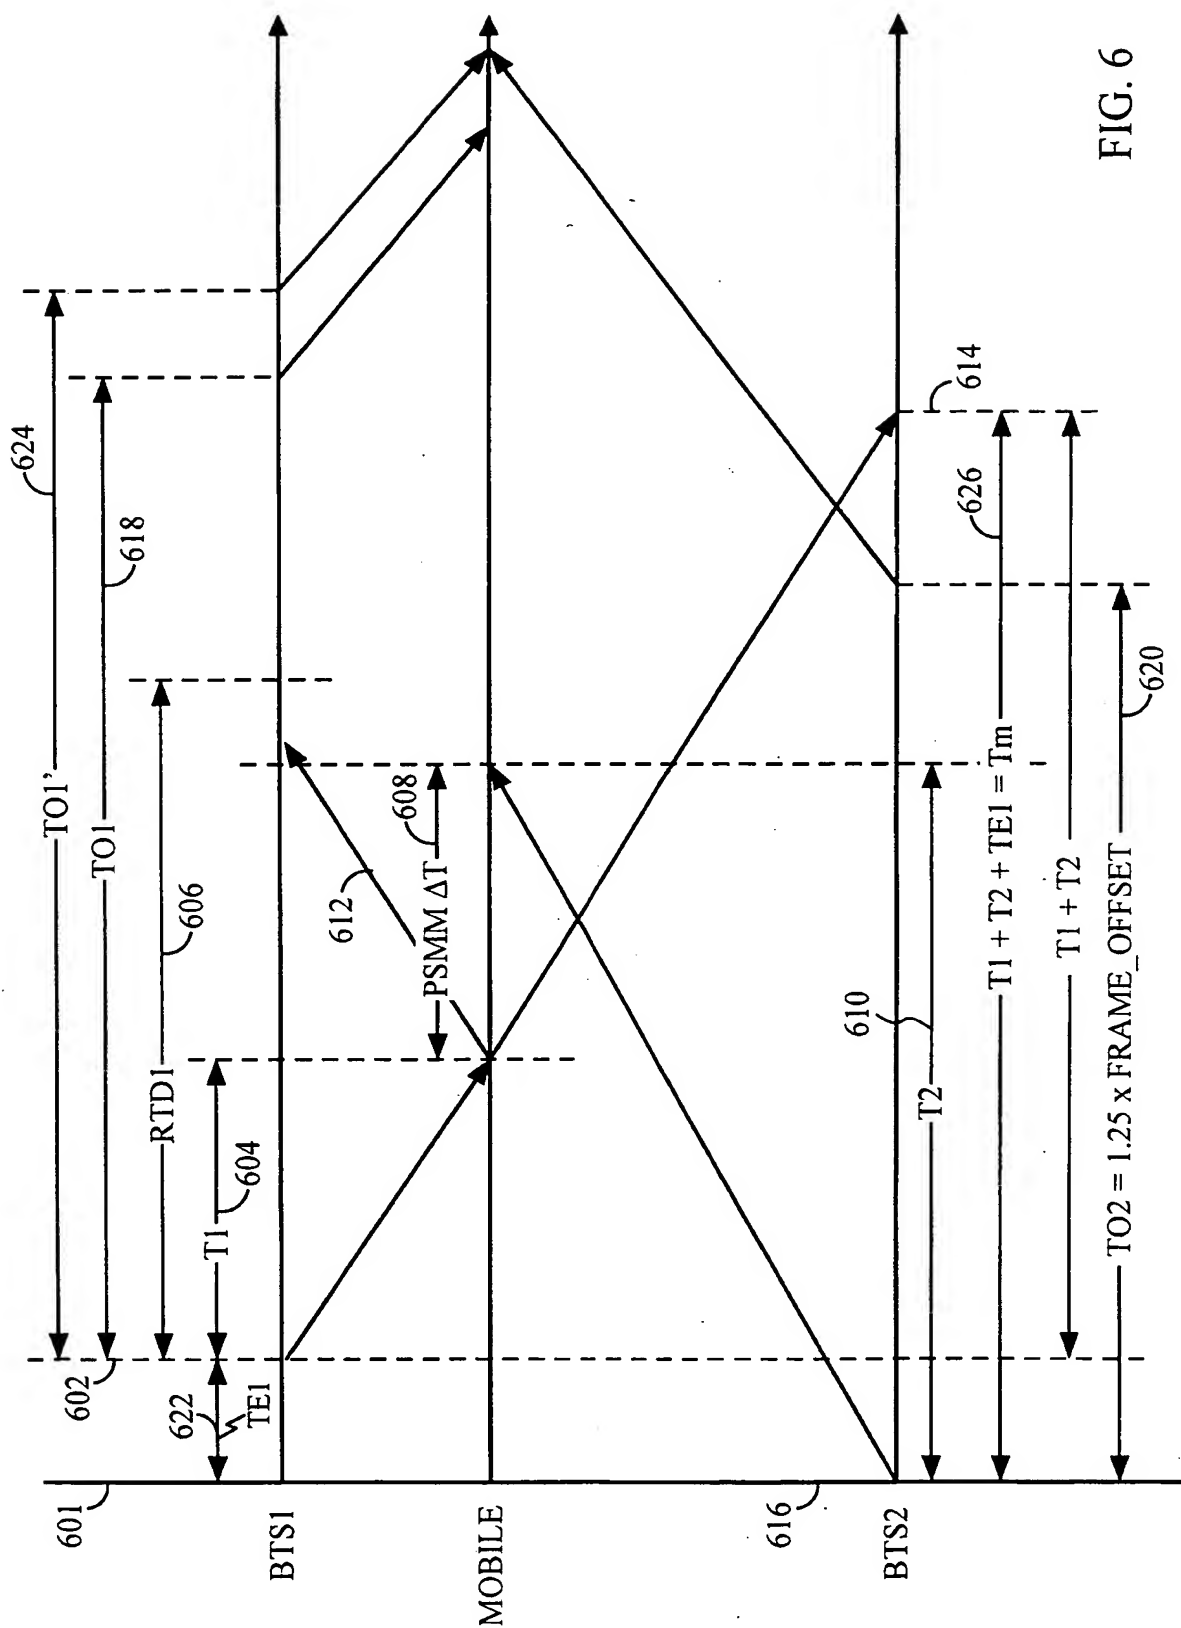 TO1'
624
TO1
618
RTD1
606
T1
604
602
622
TE1
601
BTS1
612
PSMM ΔT
608
MOBILE
616
BTS2
614
T2
610
T1 + T2 + TE1 = Tm
626
T1 + T2
TO2 = 1.25 x FRAME_OFFSET
620
FIG. 6